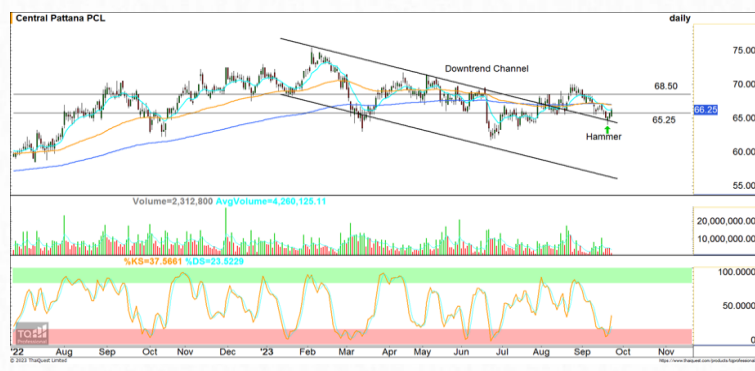 Central Pattana PCL
daily
75.00
Downtrend Channel
68.50
70.00
66.25
65.25
65.00
Hammer
60.00
55.00
Volume=2,312,800 AvgVolume=4,260,125.11
20,000,000.00
10,000,000.00
%KS=37.5661 %DS=23.5229
100.0000
50.0000
0.0000
Professional
'22 Aug Sep Oct Nov Dec '23 Feb Mar Apr May Jun Jul Aug Sep Oct Nov
© 2023 ThaiQuest Limited